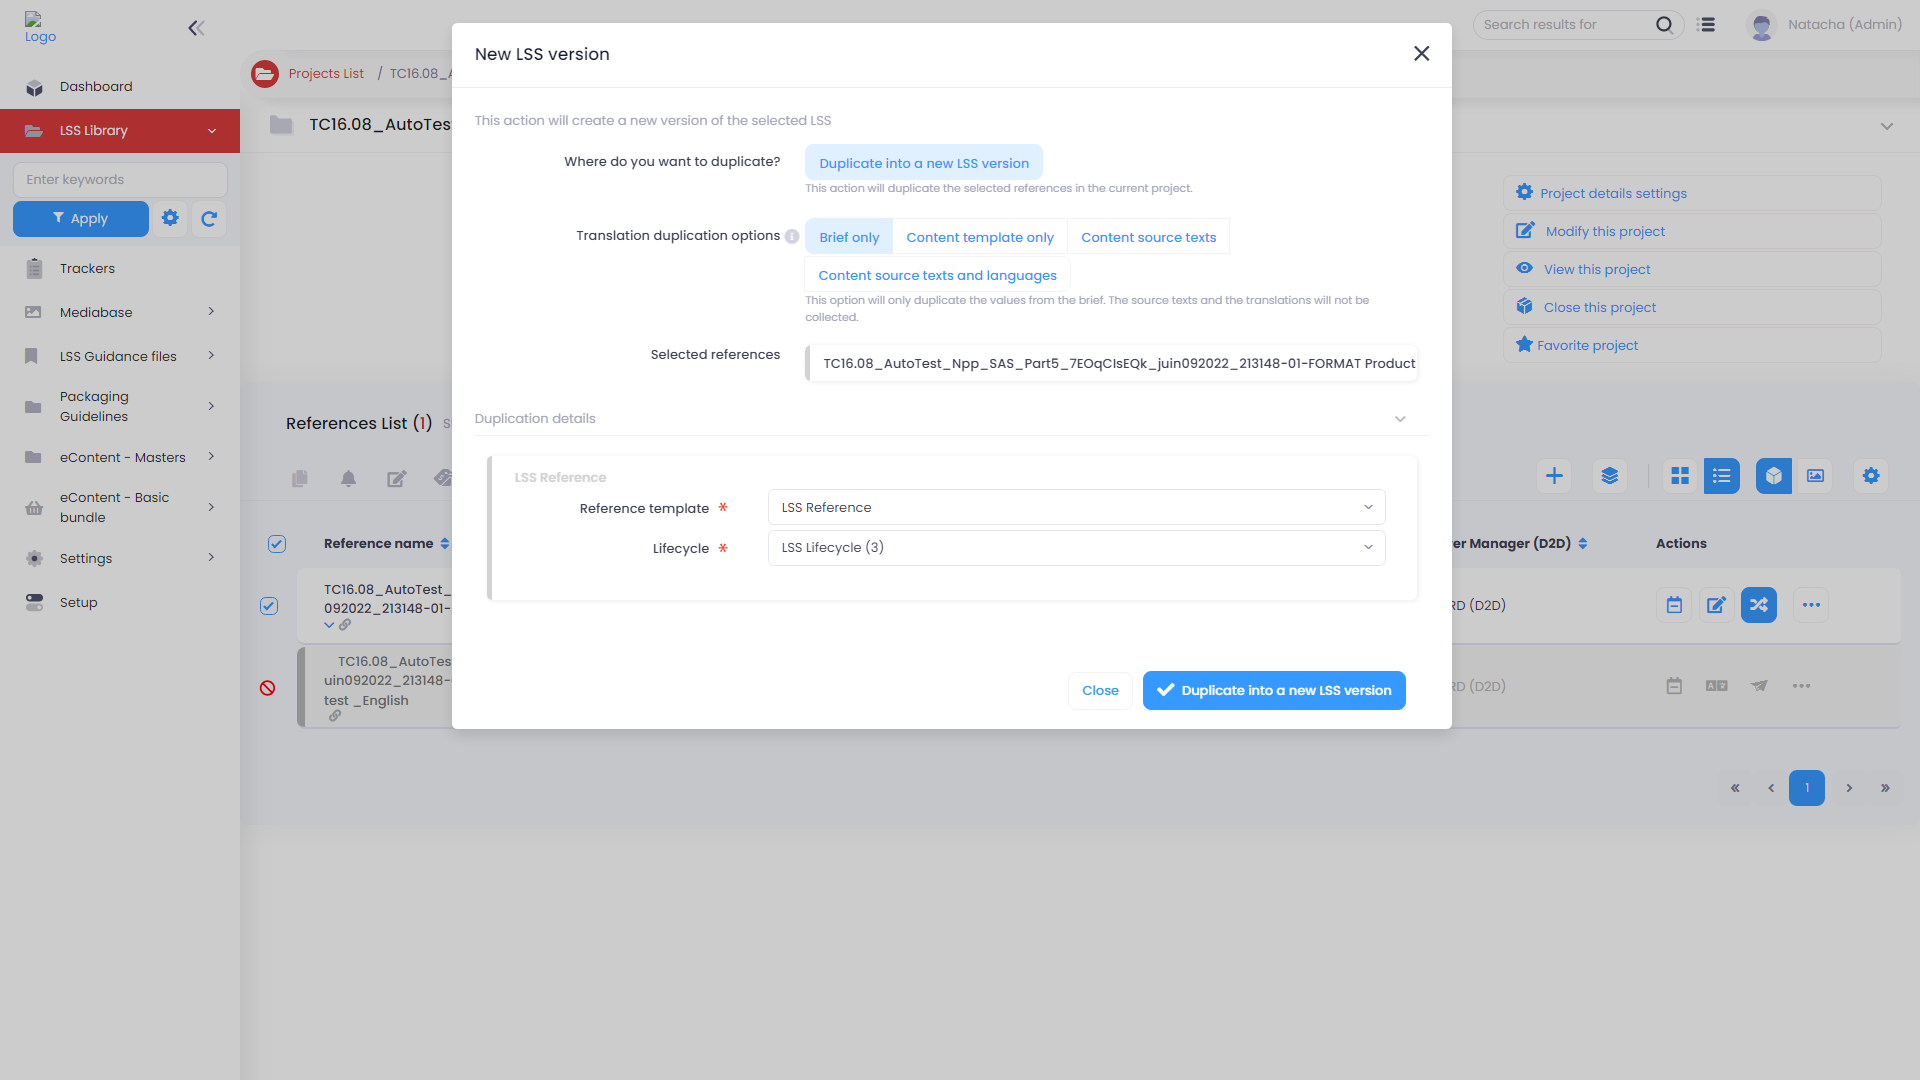 Logo
Dashboard
LSS Library
Enter keywords
Apply
Trackers
Mediabase
LSS Guidance files
Packaging
Guidelines
eContent - Masters
eContent - Basic
bundle
Settings
Setup
Search results for
Natacha (Admin)
Projects List / TC16.08_A
TC16.08_AutoTes
Project details settings
Modify this project
View this project
Close this project
Favorite project
References List (1) S
Reference name
er Manager (D2D)
Actions
TC16.08_AutoTest_
092022_213148-01-
RD (D2D)
TC16.08_AutoTes
uin092022_213148-
test _English
RD (D2D)
« ‹ 1 › »
New LSS version
This action will create a new version of the selected LSS
Where do you want to duplicate?
Duplicate into a new LSS version
This action will duplicate the selected references in the current project.
Translation duplication options
Brief only
Content template only
Content source texts
Content source texts and languages
This option will only duplicate the values from the brief. The source texts and the translations will not be
collected.
Selected references
TC16.08_AutoTest_Npp_SAS_Part5_7EOqCIsEQk_juin092022_213148-01-FORMAT Product
Duplication details
LSS Reference
Reference template *
LSS Reference
Lifecycle *
LSS Lifecycle (3)
Close
Duplicate into a new LSS version